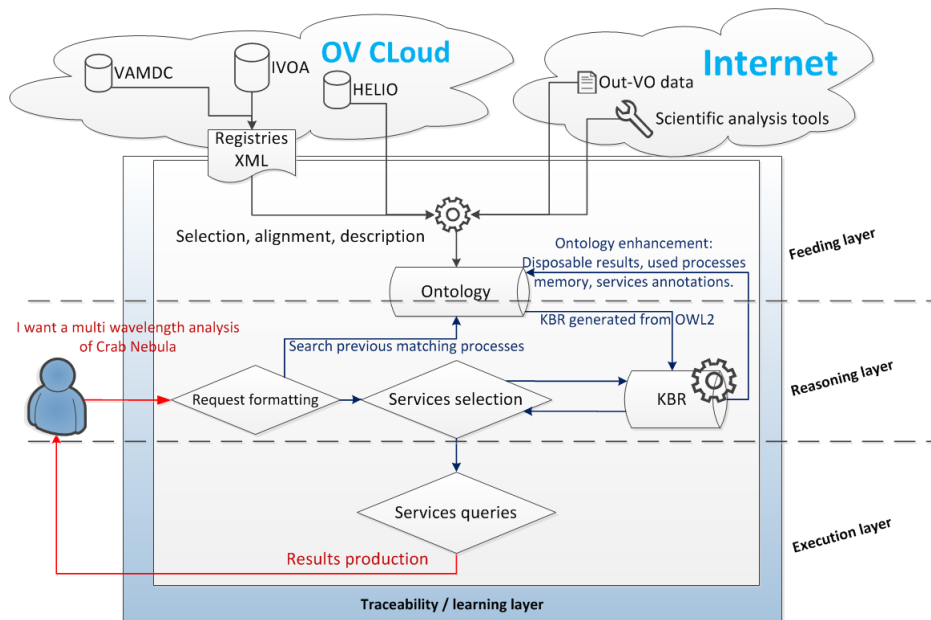 OV CLoud
VAMDC
IVOA
HELIO
Registries
XML
Internet
Out-VO data
Scientific analysis tools
Selection, alignment, description
Ontology enhancement:
Disposable results, used processes
memory, services annotations.
Feeding layer
Ontology
I want a multi wavelength analysis
of Crab Nebula
Search previous matching processes
KBR generated from OWL2
Request formatting
Services selection
KBR
Reasoning layer
Services queries
Results production
Execution layer
Traceability / learning layer